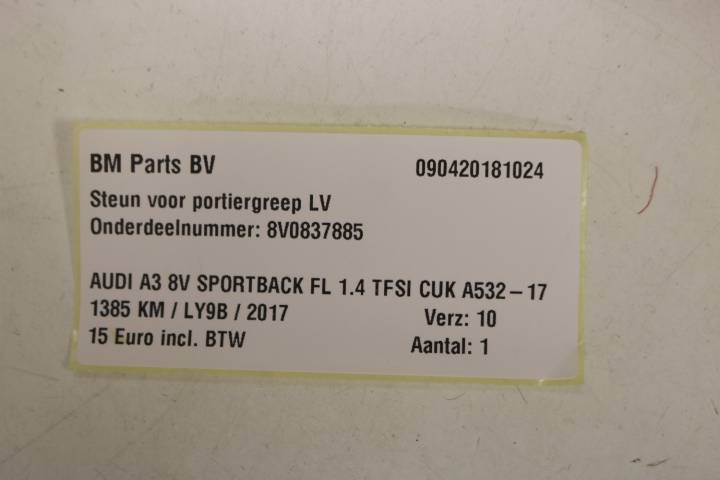 BM Parts BV 090420181024
Steun voor portiergreep LV
Onderdeelnummer: 8V0837885
AUDI A3 8V SPORTBACK FL 1.4 TFSI CUK A532-17
1385 KM / LY9B / 2017 Verz: 10
15 Euro incl. BTW Aantal: 1